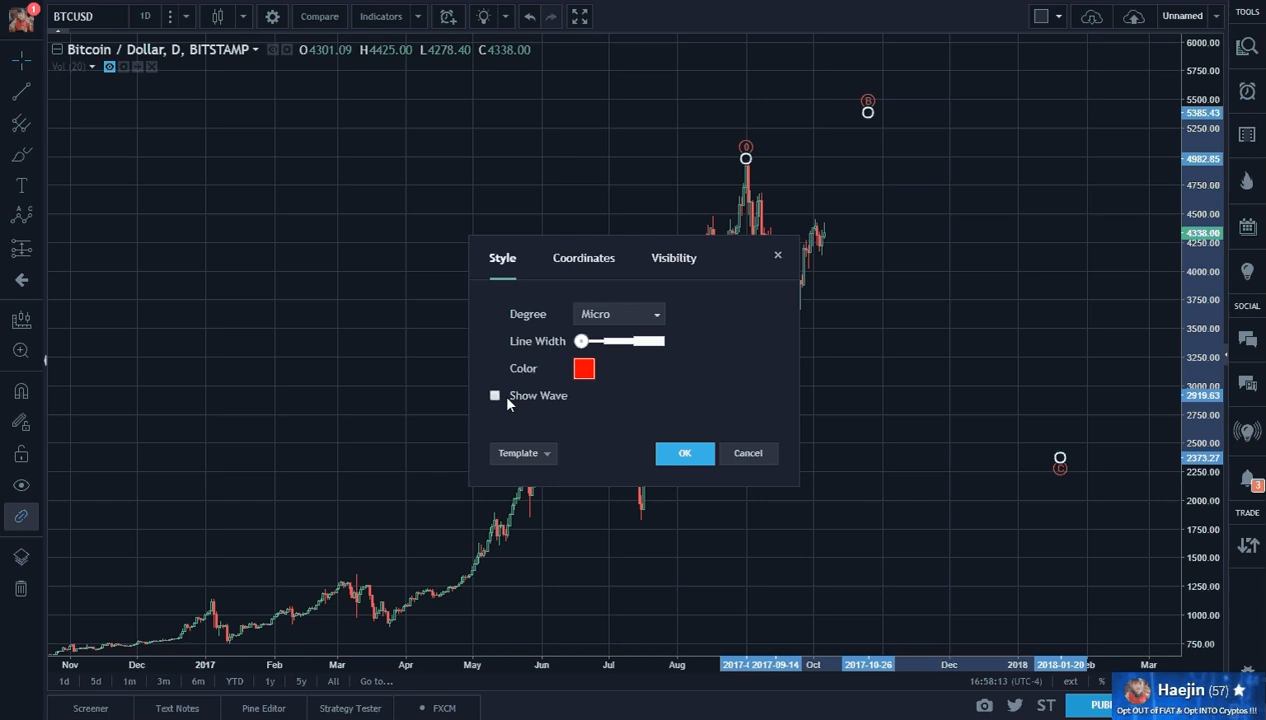 1
BTCUSD
1D
Compare
Indicators
Unnamed
TOOLS
Bitcoin / Dollar, D, BITSTAMP
O4301.09 H4425.00 L4278.40 C4338.00
Vol (20)
6000.00
5750.00
5500.00
5385.43
5250.00
4982.85
4750.00
4500.00
4338.00
4250.00
4000.00
3750.00
3500.00
3250.00
3000.00
2919.63
2750.00
2500.00
2373.27
2250.00
2000.00
1750.00
1500.00
1250.00
1000.00
750.00
B
0
C
Style Coordinates Visibility
Degree Micro
Line Width
Color
Show Wave
Template OK Cancel
SOCIAL
3
TRADE
Nov Dec 2017 Feb Mar Apr May Jun Jul Aug 2017-09-14 Oct 2017-10-26 Dec 2018 2018-01-20 Mar
1d 5d 1m 3m 6m YTD 1y 5y All Go to...
16:58:13 (UTC-4) ext %
Screener Text Notes Pine Editor Strategy Tester FXCM
ST
Haejin (57)
Opt OUT of FIAT & Opt INTO Cryptos !!!